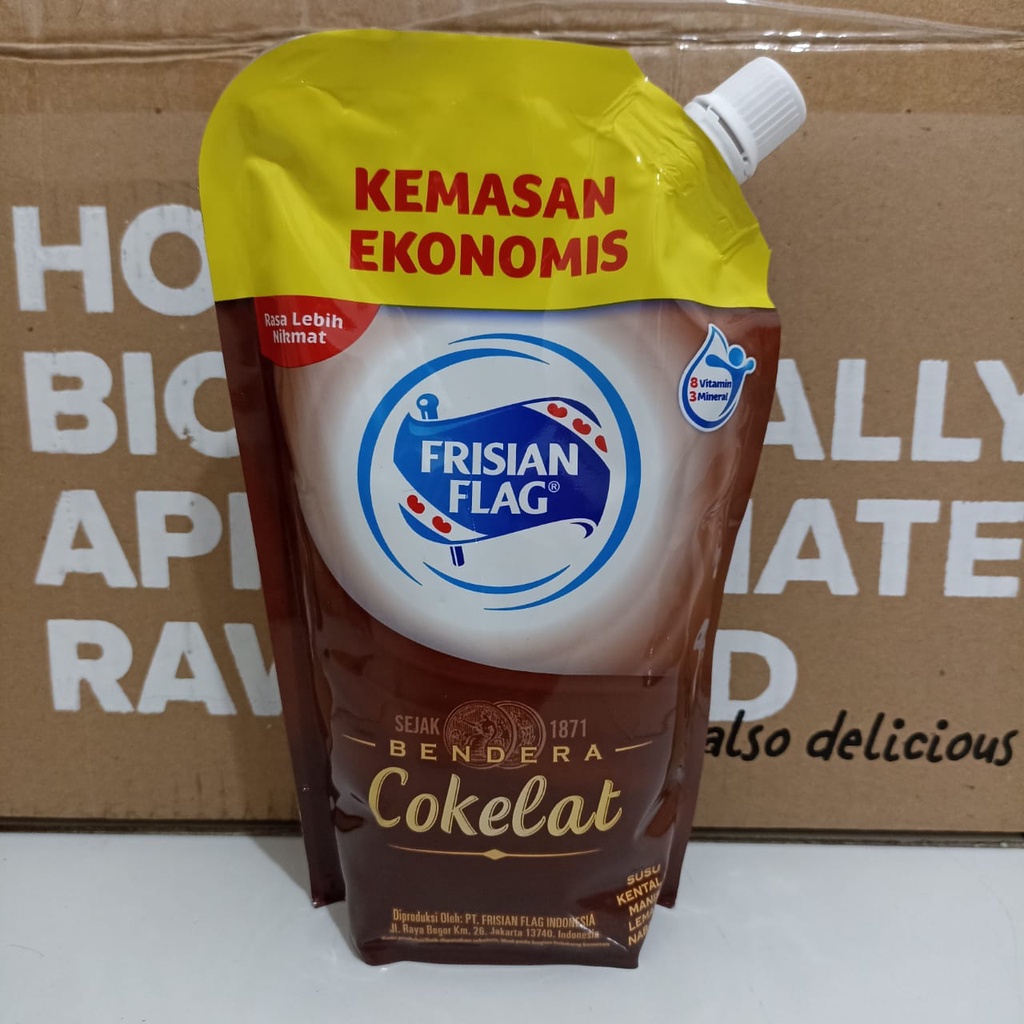 KEMASAN
EKONOMIS
Rasa Lebih
Nikmat
8 Vitamin
3 Mineral
FRISIAN
FLAG®
SEJAK 1871
BENDERA
Cokelat
SUSU
KENTAL
Diproduksi Oleh: PT. FRISIAN FLAG INDONESIA
Jl. Raya Bogor Km. 26, Jakarta 13740, Indonesia
HO
BIO ALLY
AP MATE
RAW D
also delicious